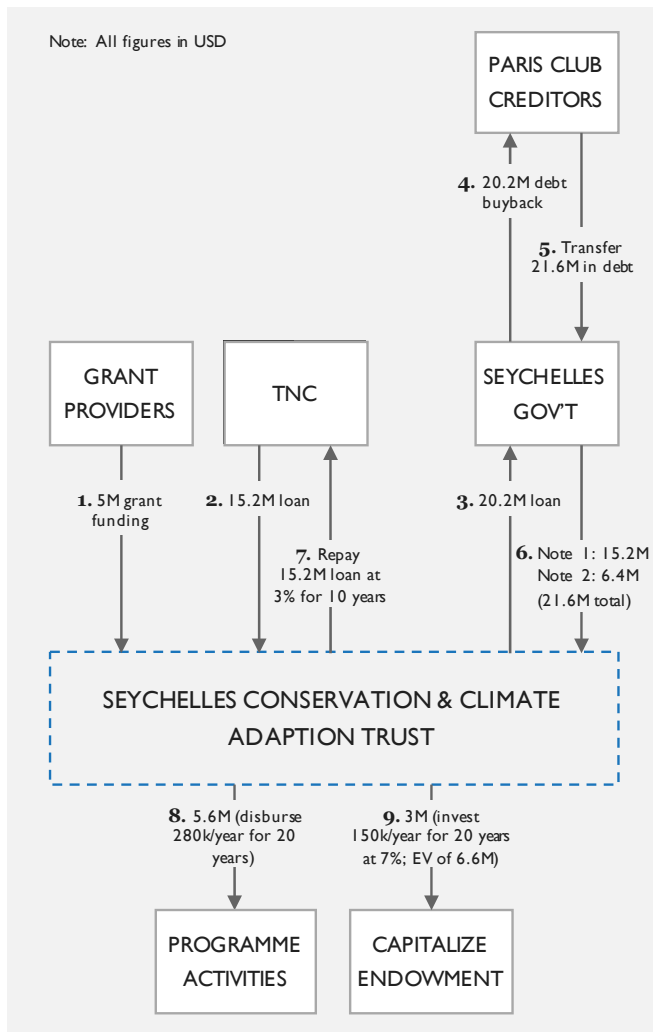 Note: All figures in USD
PARIS CLUB
CREDITORS
4. 20.2M debt
buyback
5. Transfer
21.6M in debt
GRANT
PROVIDERS
TNC
SEYCHELLES
GOV'T
1. 5M grant
funding
2. 15.2M loan
3. 20.2M loan
7. Repay
15.2M loan at
3% for 10 years
6. Note 1: 15.2M
Note 2: 6.4M
(21.6M total)
SEYCHELLES CONSERVATION & CLIMATE
ADAPTION TRUST
8. 5.6M (disburse
280k/year for 20
years)
9. 3M (invest
150k/year for 20 years
at 7%; EV of 6.6M)
PROGRAMME
ACTIVITIES
CAPITALIZE
ENDOWMENT